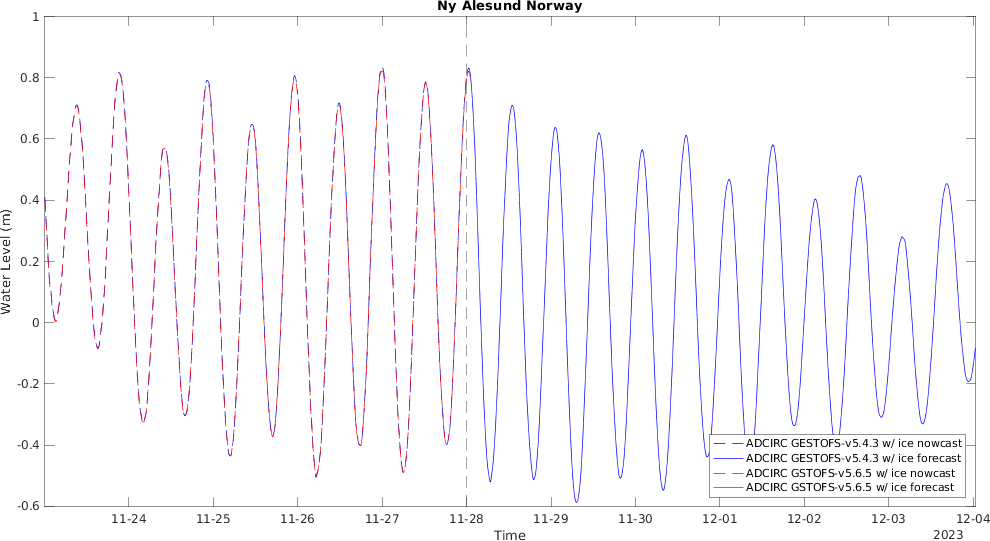 Ny Alesund Norway
1
0.8
0.6
0.4
0.2
0
-0.2
-0.4
-0.6
Water Level (m)
ADCIRC GESTOFS-v5.4.3 w/ ice nowcast
ADCIRC GESTOFS-v5.4.3 w/ ice forecast
ADCIRC GSTOFS-v5.6.5 w/ ice nowcast
ADCIRC GSTOFS-v5.6.5 w/ ice forecast
11-24 11-25 11-26 11-27 11-28 11-29 11-30 12-01 12-02 12-03 12-04
Time
2023